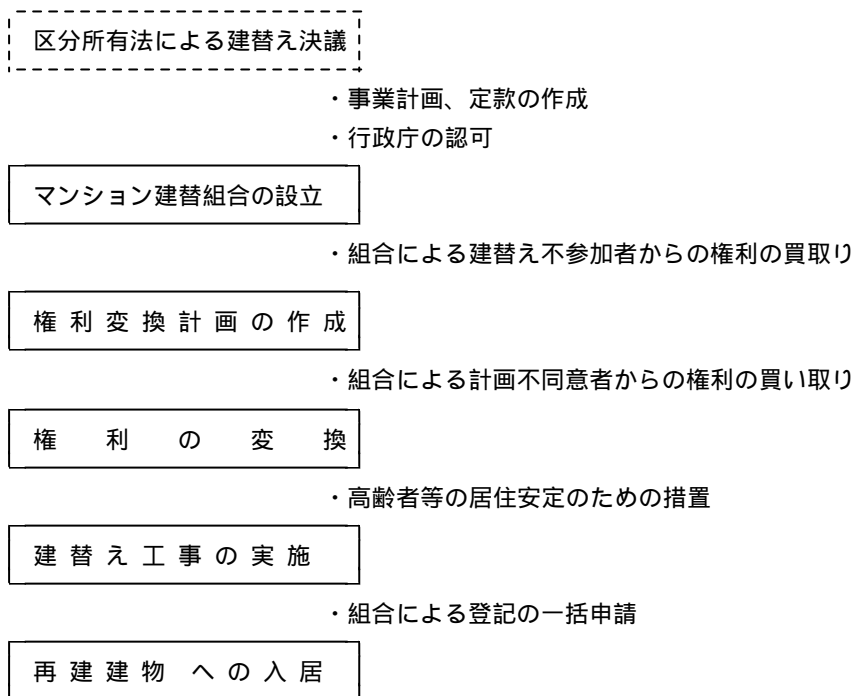 区分所有法による建替え決議
・事業計画、定款の作成
・行政庁の認可
マンション建替組合の設立
・組合による建替え不参加者からの権利の買取り
権利変換計画の作成
・組合による計画不同意者からの権利の買い取り
権利の変換
・高齢者等の居住安定のための措置
建替え工事の実施
・組合による登記の一括申請
再建建物への入居